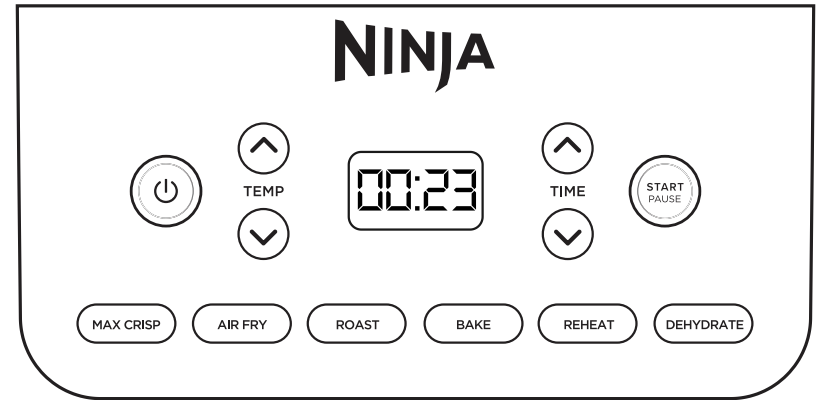 NINJA
TEMP
00:23
TIME
START
PAUSE
MAX CRISP
AIR FRY
ROAST
BAKE
REHEAT
DEHYDRATE